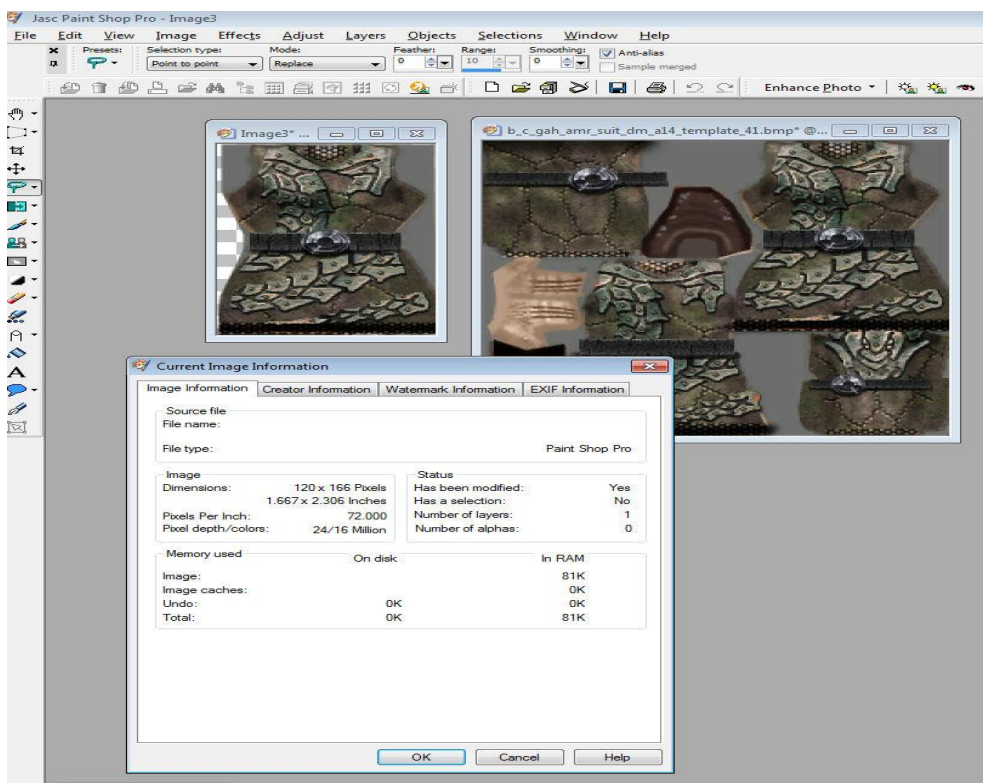 Jasc Paint Shop Pro - Image3
File Edit View Image Effects Adjust Layers Objects Selections Window Help
Presets: Selection type: Mode: Feather: Range: Smoothing: Anti-alias
Point to point Replace 0 10 0 Sample merged
Enhance Photo
Image3* ...
b_c_gah_amr_suit_dm_a14_template_41.bmp* @...
Current Image Information
Image Information Creator Information Watermark Information EXIF Information
Source file
File name:
File type: Paint Shop Pro
Image Status
Dimensions: 120 x 166 Pixels Has been modified: Yes
1.667 x 2.306 Inches Has a selection: No
Pixels Per Inch: 72.000 Number of layers: 1
Pixel depth/colors: 24/16 Million Number of alphas: 0
Memory used On disk In RAM
Image: 81K
Image caches: 0K
Undo: 0K 0K
Total: 0K 81K
OK Cancel Help